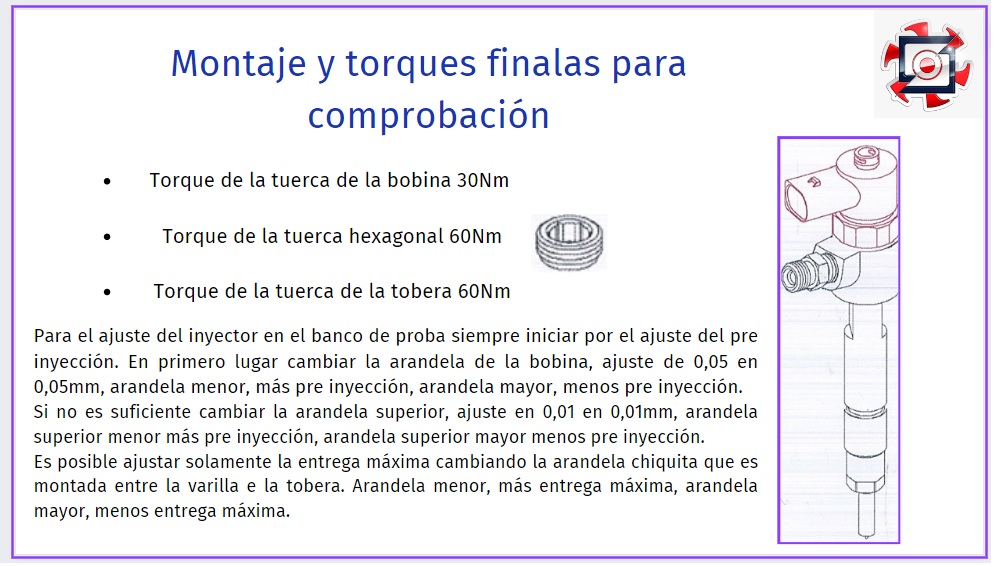 Montaje y torques finalas para
comprobación
• Torque de la tuerca de la bobina 30Nm
• Torque de la tuerca hexagonal 60Nm
• Torque de la tuerca de la tobera 60Nm
Para el ajuste del inyector en el banco de proba siempre iniciar por el ajuste del pre
inyección. En primero lugar cambiar la arandela de la bobina, ajuste de 0,05 en
0,05mm, arandela menor, más pre inyección, arandela mayor, menos pre inyección.
Si no es suficiente cambiar la arandela superior, ajuste en 0,01 en 0,01mm, arandela
superior menor más pre inyección, arandela superior mayor menos pre inyección.
Es posible ajustar solamente la entrega máxima cambiando la arandela chiquita que es
montada entre la varilla e la tobera. Arandela menor, más entrega máxima, arandela
mayor, menos entrega máxima.